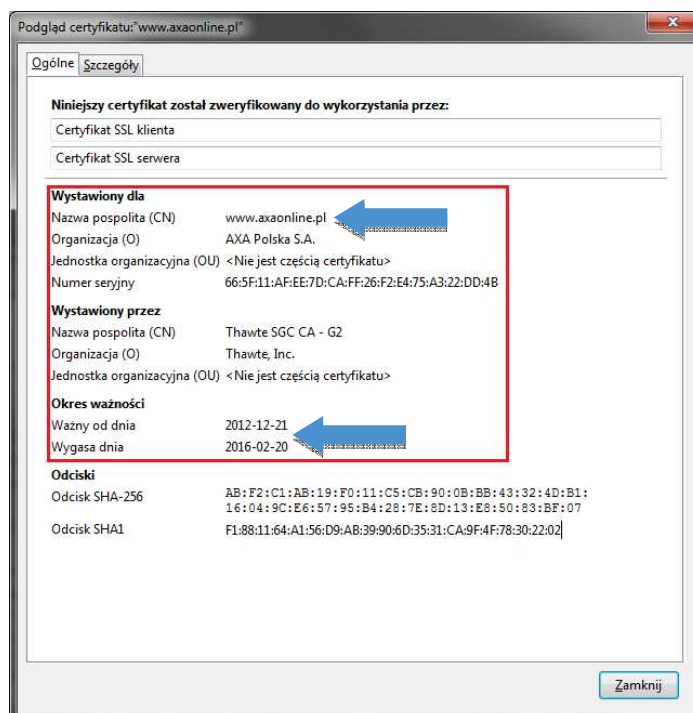 Podgląd certyfikatu:"www.axaonline.pl"
Ogólne Szczegóły
Niniejszy certyfikat został zweryfikowany do wykorzystania przez:
Certyfikat SSL klienta
Certyfikat SSL serwera
Wystawiony dla
Nazwa pospolita (CN) www.axaonline.pl
Organizacja (O) AXA Polska S.A.
Jednostka organizacyjna (OU) <Nie jest częścią certyfikatu>
Numer seryjny 66:5F:11:AF:EE:7D:CA:FF:26:F2:E4:75:A3:22:DD:4B
Wystawiony przez
Nazwa pospolita (CN) Thawte SGC CA - G2
Organizacja (O) Thawte, Inc.
Jednostka organizacyjna (OU) <Nie jest częścią certyfikatu>
Okres ważności
Ważny od dnia 2012-12-21
Wygasa dnia 2016-02-20
Odciski
Odcisk SHA-256 AB:F2:C1:AB:19:F0:11:C5:CB:90:0B:BB:43:32:4D:B1:
16:04:9C:E6:57:95:B4:28:7E:8D:13:E8:50:83:BF:07
Odcisk SHA1 F1:88:11:64:A1:56:D9:AB:39:90:6D:35:31:CA:9F:4F:78:30:22:02
Zamknij